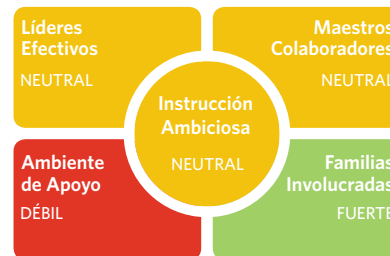 Líderes
Efectivos
NEUTRAL
Maestros
Colaboradores
NEUTRAL
Instrucción
Ambiciosa
NEUTRAL
Ambiente
de Apoyo
DÉBIL
Familias
Involucradas
FUERTE